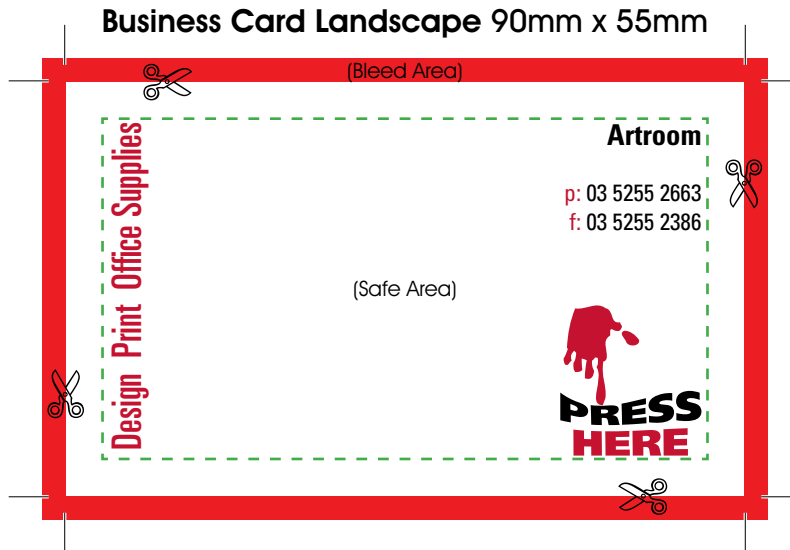 Business Card Landscape 90mm x 55mm
(Bleed Area)
Design Print Office Supplies
Artroom
p: 03 5255 2663
f: 03 5255 2386
(Safe Area)
PRESS
HERE